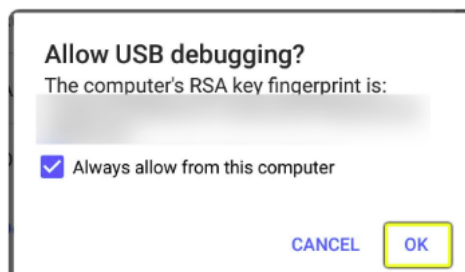 Allow USB debugging?
The computer's RSA key fingerprint is:
Always allow from this computer
CANCEL OK